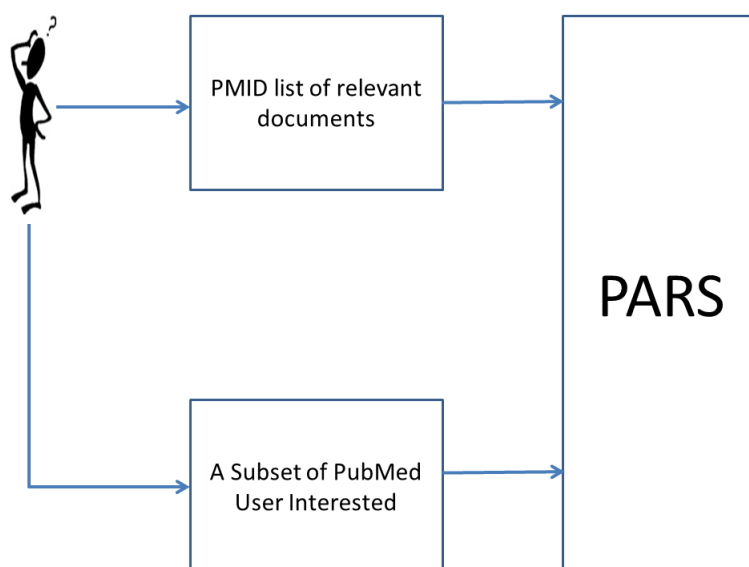 ?
PMID list of relevant
documents
PARS
A Subset of PubMed
User Interested